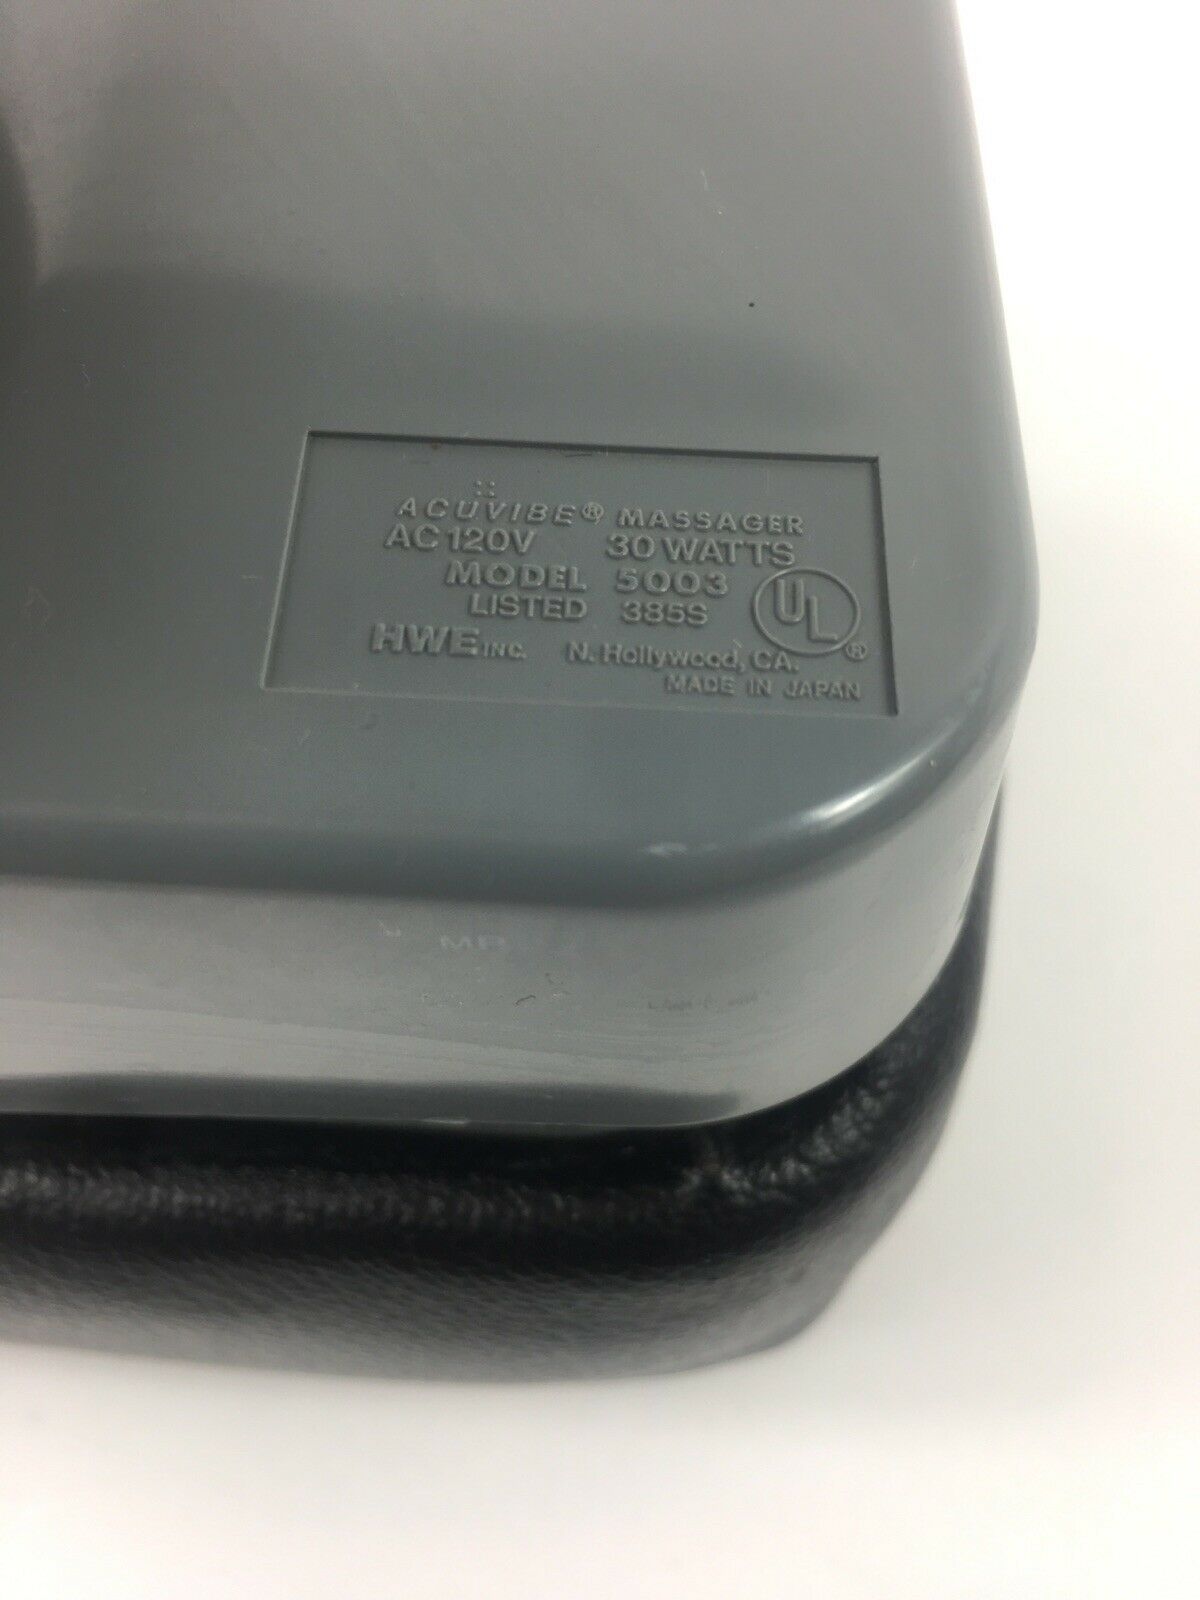 ACUVIBE® MASSAGER
AC 120V 30 WATTS
MODEL 5003
LISTED 385S
UL®
HWE INC. N. Hollywood, CA.
MADE IN JAPAN